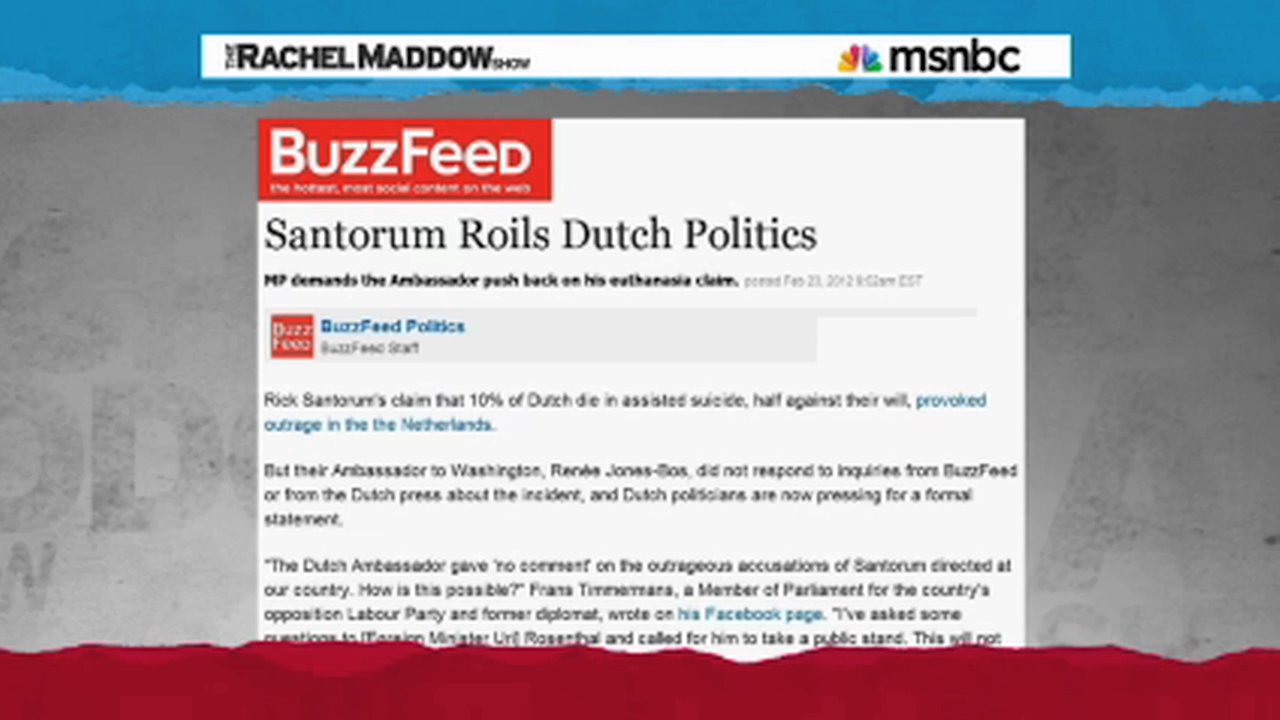 THE RACHEL MADDOW SHOW
msnbc
BUZZFEED
the hottest, most social content on the web
Santorum Roils Dutch Politics
MP demands the Ambassador push back on his euthanasia claim. posted Feb 23, 2012 EST
Buzz
Feed
BuzzFeed Politics
BuzzFeed Staff
Rick Santorum's claim that 10% of Dutch die in assisted suicide, half against their will, provoked
outrage in the the Netherlands.
But their Ambassador to Washington, Renée Jones-Bos, did not respond to inquiries from BuzzFeed
or from the Dutch press about the incident, and Dutch politicians are now pressing for a formal
statement.
"The Dutch Ambassador gave 'no comment' on the outrageous accusations of Santorum directed at
our country. How is this possible?" Frans Timmermans, a Member of Parliament for the country's
opposition Labour Party and former diplomat, wrote on his Facebook page. "I've asked some
questions to [Foreign Minister Uri] Rosenthal and called for him to take a public stand. This will not